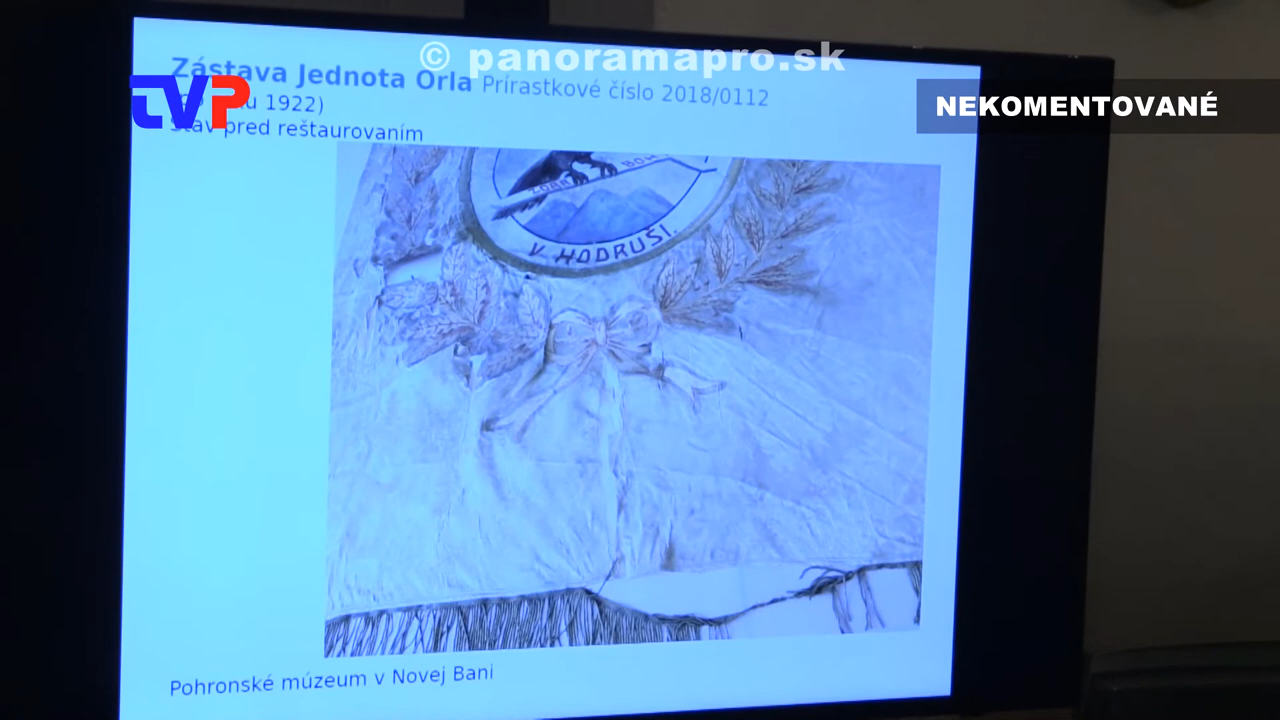 © panoramapro.sk
Zástava Jednota Orla Prírastkové číslo 2018/0112
1922)
Stav pred reštaurovaním
TVP
NEKOMENTOVANÉ
V HODRUŠI.
Pohronské múzeum v Novej Bani